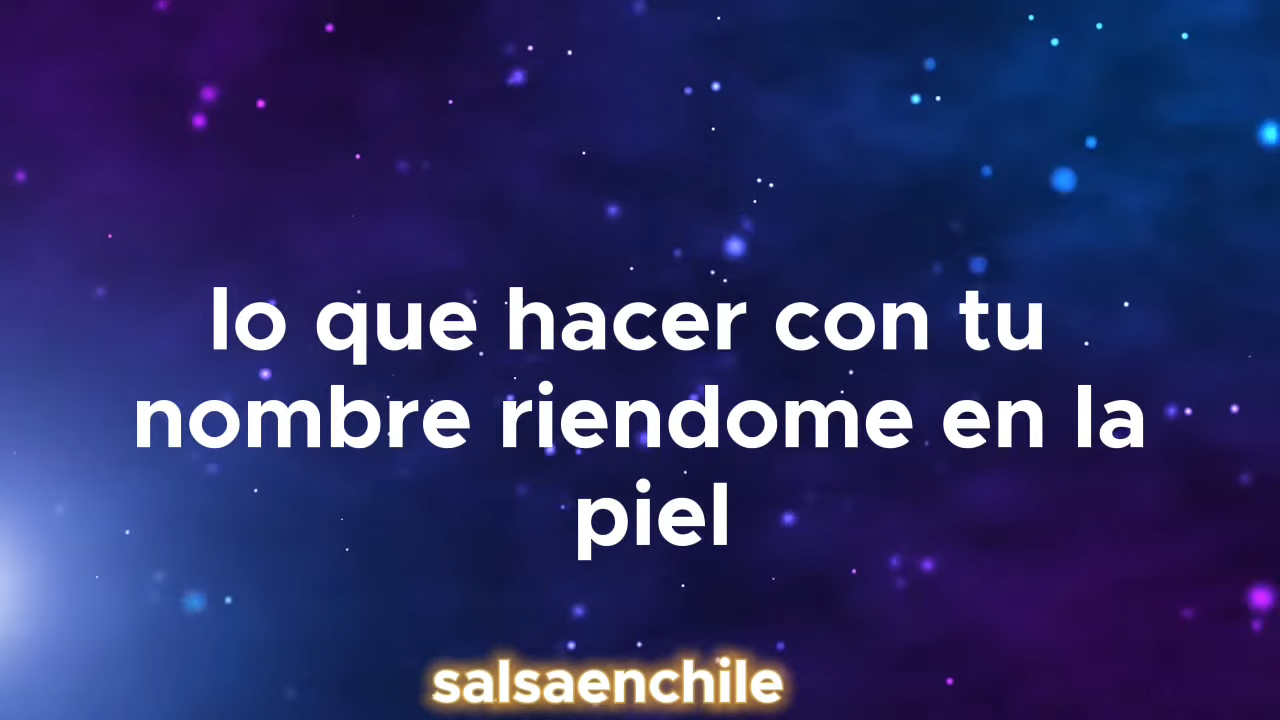 lo que hacer con tu
nombre riendome en la
piel
salsaenchile